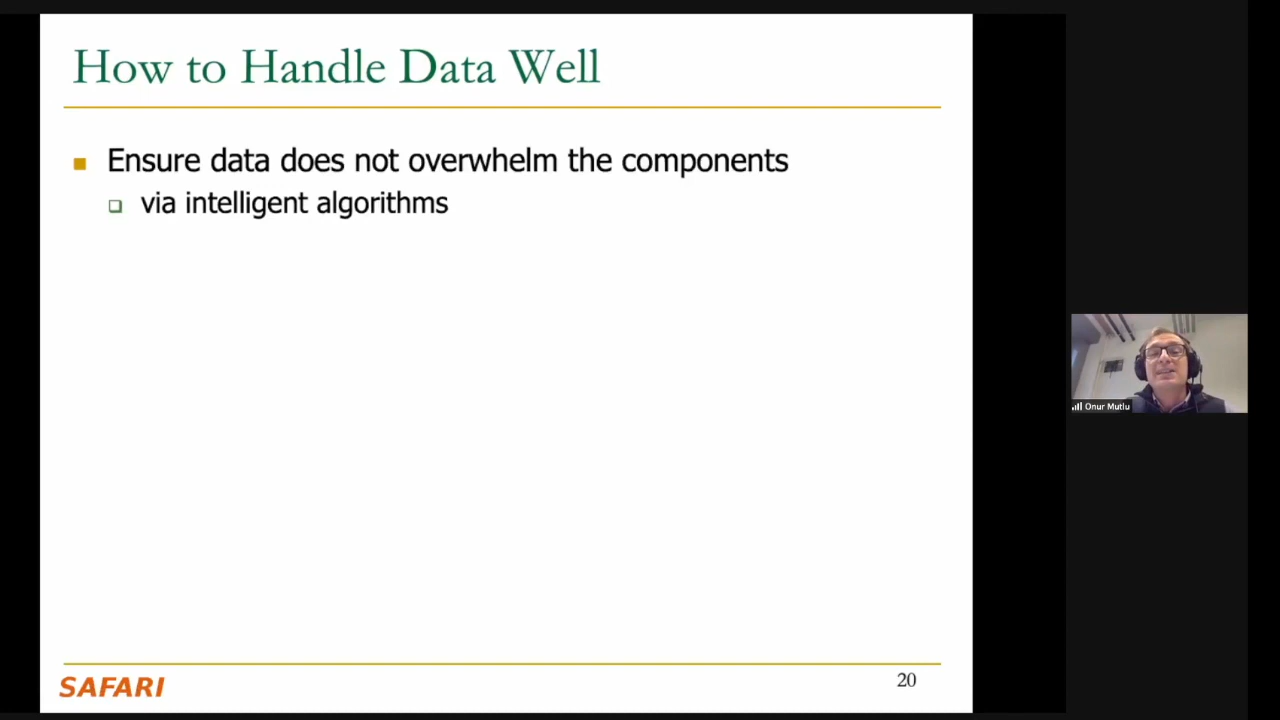 How to Handle Data Well
Ensure data does not overwhelm the components
via intelligent algorithms
SAFARI
20
Onur Mutlu